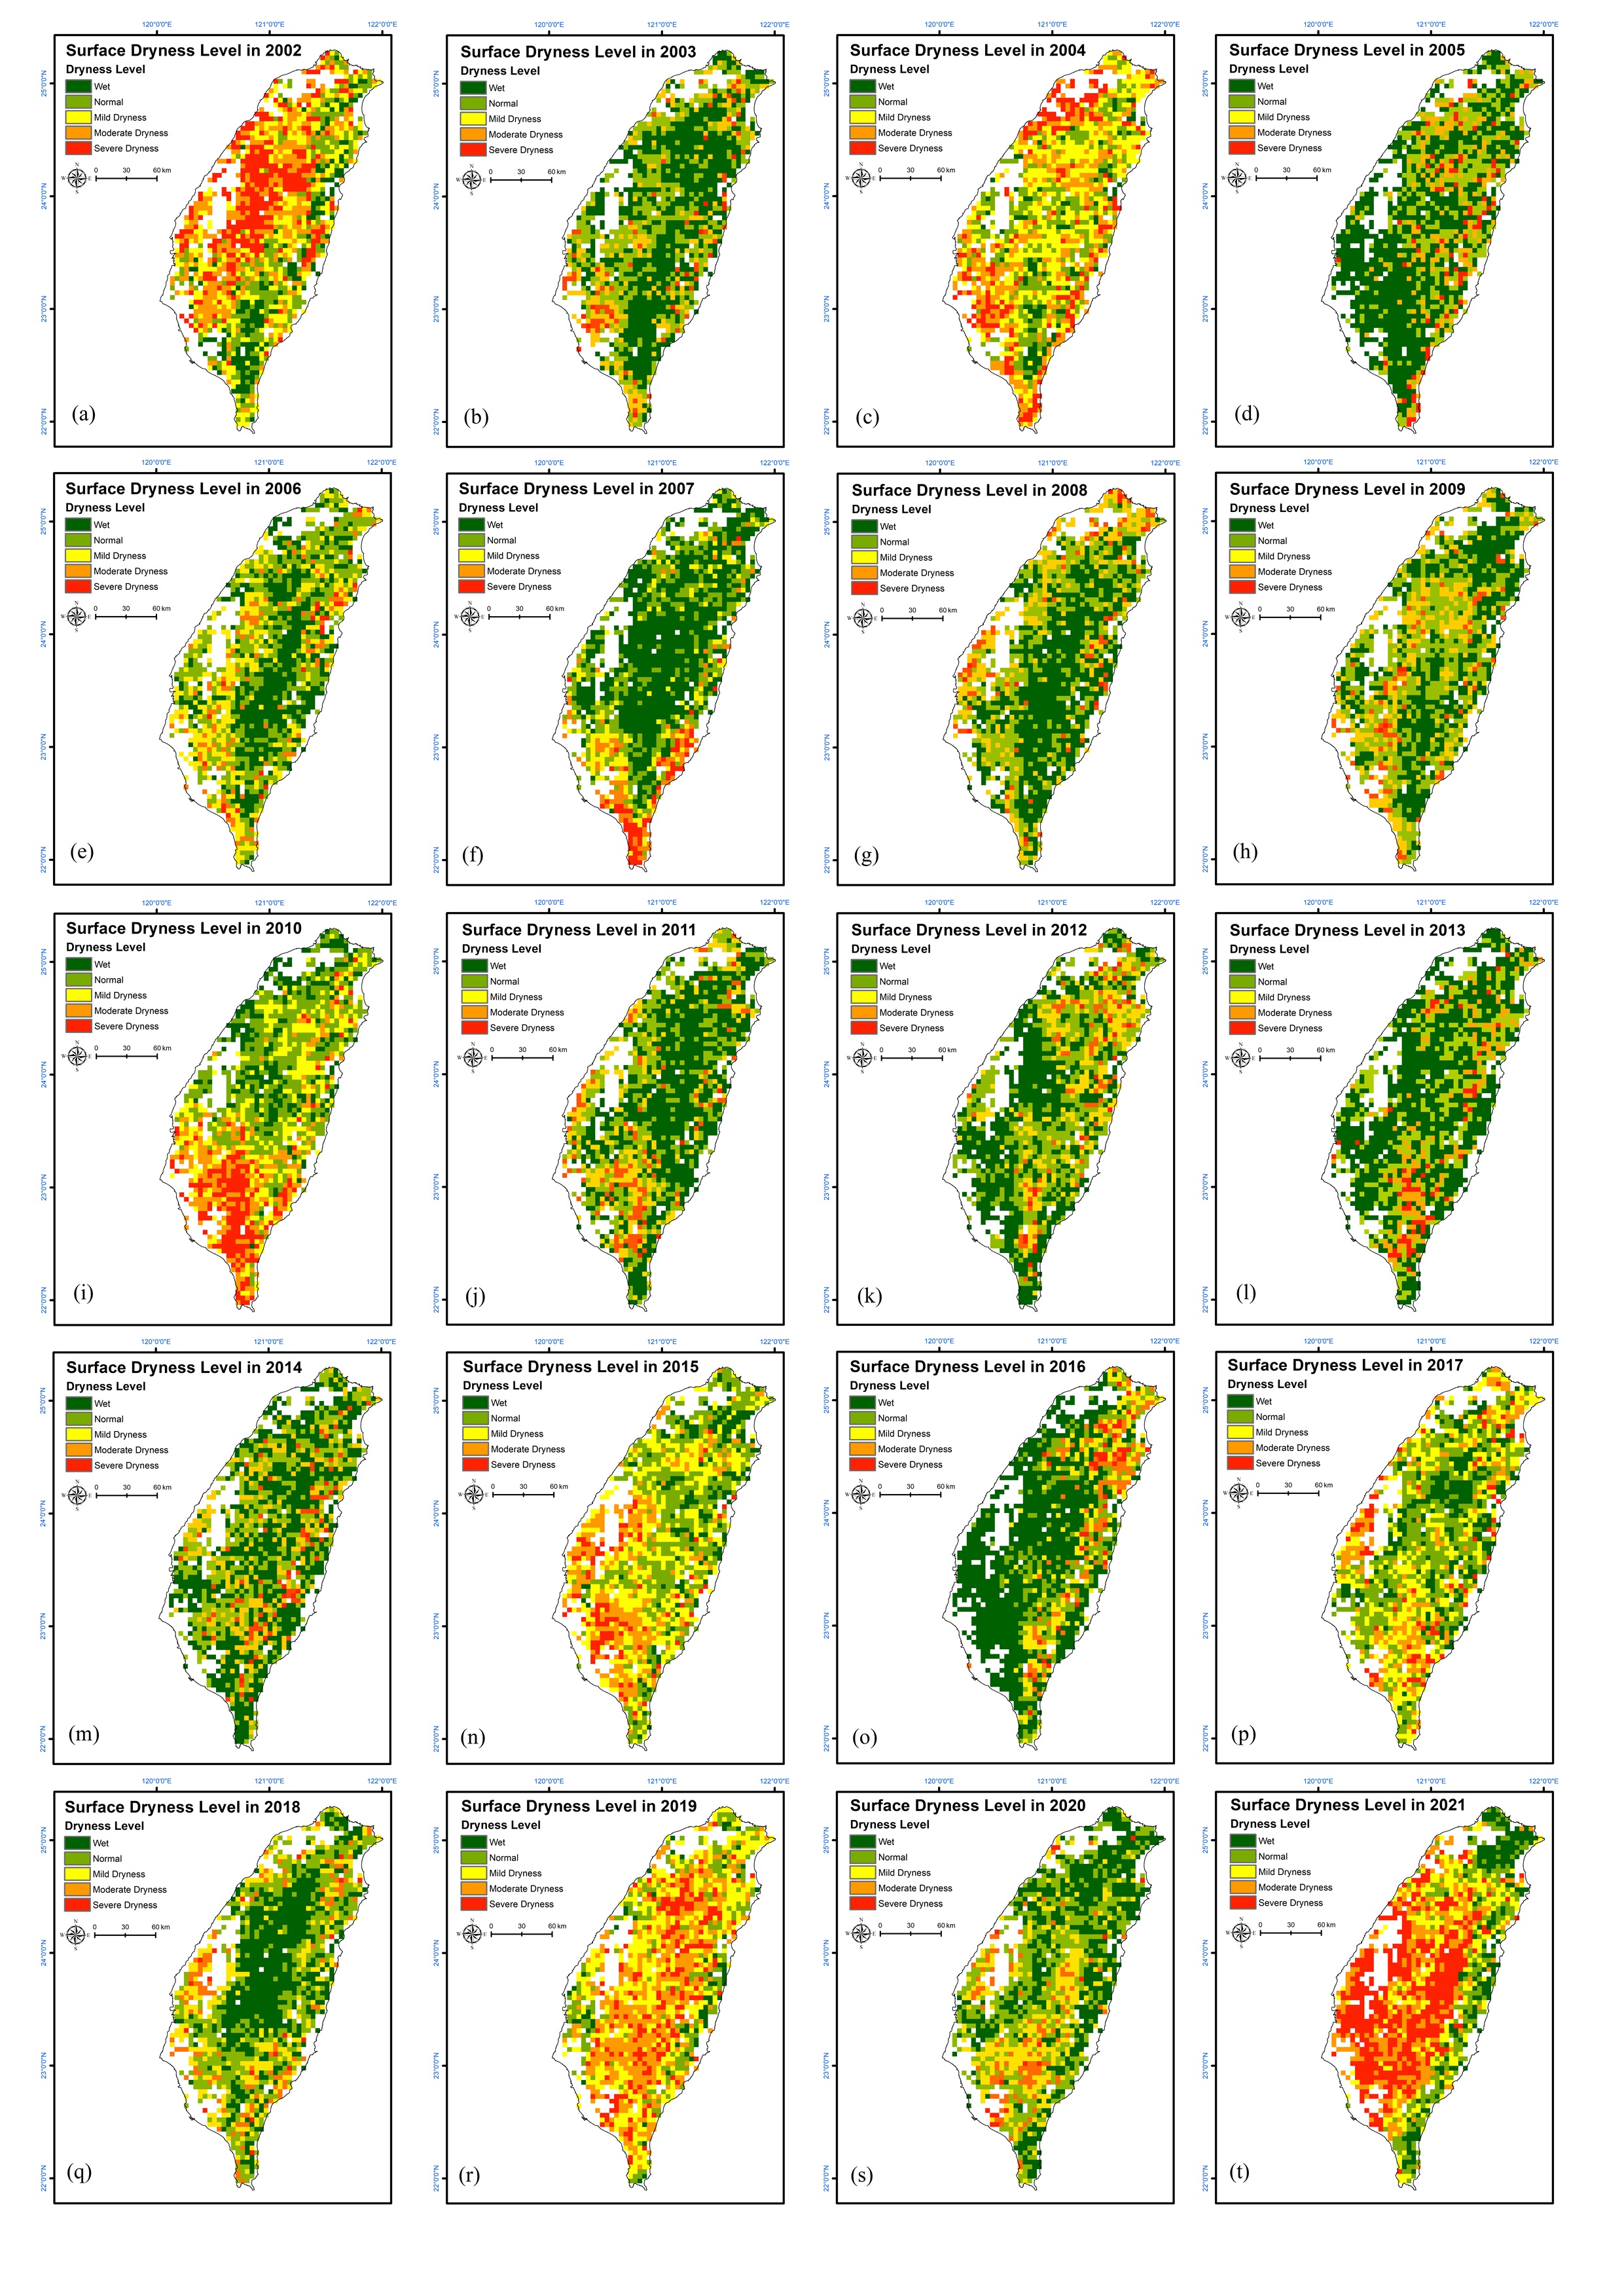 120°0'0"E 121°0'0"E 122°0'0"E
Surface Dryness Level in 2002
Dryness Level
Wet
Normal
Mild Dryness
Moderate Dryness
Severe Dryness
N
W E
S
0 30 60 km
25°0'0"N
24°0'0"N
23°0'0"N
22°0'0"N
(a)
120°0'0"E 121°0'0"E 122°0'0"E
Surface Dryness Level in 2003
Dryness Level
Wet
Normal
Mild Dryness
Moderate Dryness
Severe Dryness
N
W E
S
0 30 60 km
25°0'0"N
24°0'0"N
23°0'0"N
22°0'0"N
(b)
120°0'0"E 121°0'0"E 122°0'0"E
Surface Dryness Level in 2004
Dryness Level
Wet
Normal
Mild Dryness
Moderate Dryness
Severe Dryness
N
W E
S
0 30 60 km
25°0'0"N
24°0'0"N
23°0'0"N
22°0'0"N
(c)
120°0'0"E 121°0'0"E 122°0'0"E
Surface Dryness Level in 2005
Dryness Level
Wet
Normal
Mild Dryness
Moderate Dryness
Severe Dryness
N
W E
S
0 30 60 km
25°0'0"N
24°0'0"N
23°0'0"N
22°0'0"N
(d)
120°0'0"E 121°0'0"E 122°0'0"E
Surface Dryness Level in 2006
Dryness Level
Wet
Normal
Mild Dryness
Moderate Dryness
Severe Dryness
N
W E
S
0 30 60 km
25°0'0"N
24°0'0"N
23°0'0"N
22°0'0"N
(e)
120°0'0"E 121°0'0"E 122°0'0"E
Surface Dryness Level in 2007
Dryness Level
Wet
Normal
Mild Dryness
Moderate Dryness
Severe Dryness
N
W E
S
0 30 60 km
25°0'0"N
24°0'0"N
23°0'0"N
22°0'0"N
(f)
120°0'0"E 121°0'0"E 122°0'0"E
Surface Dryness Level in 2008
Dryness Level
Wet
Normal
Mild Dryness
Moderate Dryness
Severe Dryness
N
W E
S
0 30 60 km
25°0'0"N
24°0'0"N
23°0'0"N
22°0'0"N
(g)
120°0'0"E 121°0'0"E 122°0'0"E
Surface Dryness Level in 2009
Dryness Level
Wet
Normal
Mild Dryness
Moderate Dryness
Severe Dryness
N
W E
S
0 30 60 km
25°0'0"N
24°0'0"N
23°0'0"N
22°0'0"N
(h)
120°0'0"E 121°0'0"E 122°0'0"E
Surface Dryness Level in 2010
Dryness Level
Wet
Normal
Mild Dryness
Moderate Dryness
Severe Dryness
N
W E
S
0 30 60 km
25°0'0"N
24°0'0"N
23°0'0"N
22°0'0"N
(i)
120°0'0"E 121°0'0"E 122°0'0"E
Surface Dryness Level in 2011
Dryness Level
Wet
Normal
Mild Dryness
Moderate Dryness
Severe Dryness
N
W E
S
0 30 60 km
25°0'0"N
24°0'0"N
23°0'0"N
22°0'0"N
(j)
120°0'0"E 121°0'0"E 122°0'0"E
Surface Dryness Level in 2012
Dryness Level
Wet
Normal
Mild Dryness
Moderate Dryness
Severe Dryness
N
W E
S
0 30 60 km
25°0'0"N
24°0'0"N
23°0'0"N
22°0'0"N
(k)
120°0'0"E 121°0'0"E 122°0'0"E
Surface Dryness Level in 2013
Dryness Level
Wet
Normal
Mild Dryness
Moderate Dryness
Severe Dryness
N
W E
S
0 30 60 km
25°0'0"N
24°0'0"N
23°0'0"N
22°0'0"N
(l)
120°0'0"E 121°0'0"E 122°0'0"E
Surface Dryness Level in 2014
Dryness Level
Wet
Normal
Mild Dryness
Moderate Dryness
Severe Dryness
N
W E
S
0 30 60 km
25°0'0"N
24°0'0"N
23°0'0"N
22°0'0"N
(m)
120°0'0"E 121°0'0"E 122°0'0"E
Surface Dryness Level in 2015
Dryness Level
Wet
Normal
Mild Dryness
Moderate Dryness
Severe Dryness
N
W E
S
0 30 60 km
25°0'0"N
24°0'0"N
23°0'0"N
22°0'0"N
(n)
120°0'0"E 121°0'0"E 122°0'0"E
Surface Dryness Level in 2016
Dryness Level
Wet
Normal
Mild Dryness
Moderate Dryness
Severe Dryness
N
W E
S
0 30 60 km
25°0'0"N
24°0'0"N
23°0'0"N
22°0'0"N
(o)
120°0'0"E 121°0'0"E 122°0'0"E
Surface Dryness Level in 2017
Dryness Level
Wet
Normal
Mild Dryness
Moderate Dryness
Severe Dryness
N
W E
S
0 30 60 km
25°0'0"N
24°0'0"N
23°0'0"N
22°0'0"N
(p)
120°0'0"E 121°0'0"E 122°0'0"E
Surface Dryness Level in 2018
Dryness Level
Wet
Normal
Mild Dryness
Moderate Dryness
Severe Dryness
N
W E
S
0 30 60 km
25°0'0"N
24°0'0"N
23°0'0"N
22°0'0"N
(q)
120°0'0"E 121°0'0"E 122°0'0"E
Surface Dryness Level in 2019
Dryness Level
Wet
Normal
Mild Dryness
Moderate Dryness
Severe Dryness
N
W E
S
0 30 60 km
25°0'0"N
24°0'0"N
23°0'0"N
22°0'0"N
(r)
120°0'0"E 121°0'0"E 122°0'0"E
Surface Dryness Level in 2020
Dryness Level
Wet
Normal
Mild Dryness
Moderate Dryness
Severe Dryness
N
W E
S
0 30 60 km
25°0'0"N
24°0'0"N
23°0'0"N
22°0'0"N
(s)
120°0'0"E 121°0'0"E 122°0'0"E
Surface Dryness Level in 2021
Dryness Level
Wet
Normal
Mild Dryness
Moderate Dryness
Severe Dryness
N
W E
S
0 30 60 km
25°0'0"N
24°0'0"N
23°0'0"N
22°0'0"N
(t)